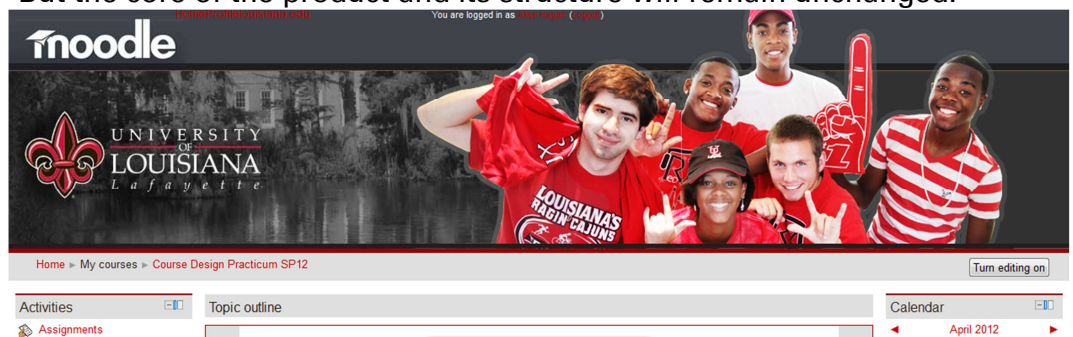 But the core of the product and its structure will remain unchanged.
You are logged in as
(Logout)
moodle
UNIVERSITY
OF
LOUISIANA
Lafayette
LOUISIANA'S
RAGIN CAJUNS
Home ► My courses ► Course Design Practicum SP12
Turn editing on
Activities
Topic outline
Calendar
Assignments
◄ April 2012 ►